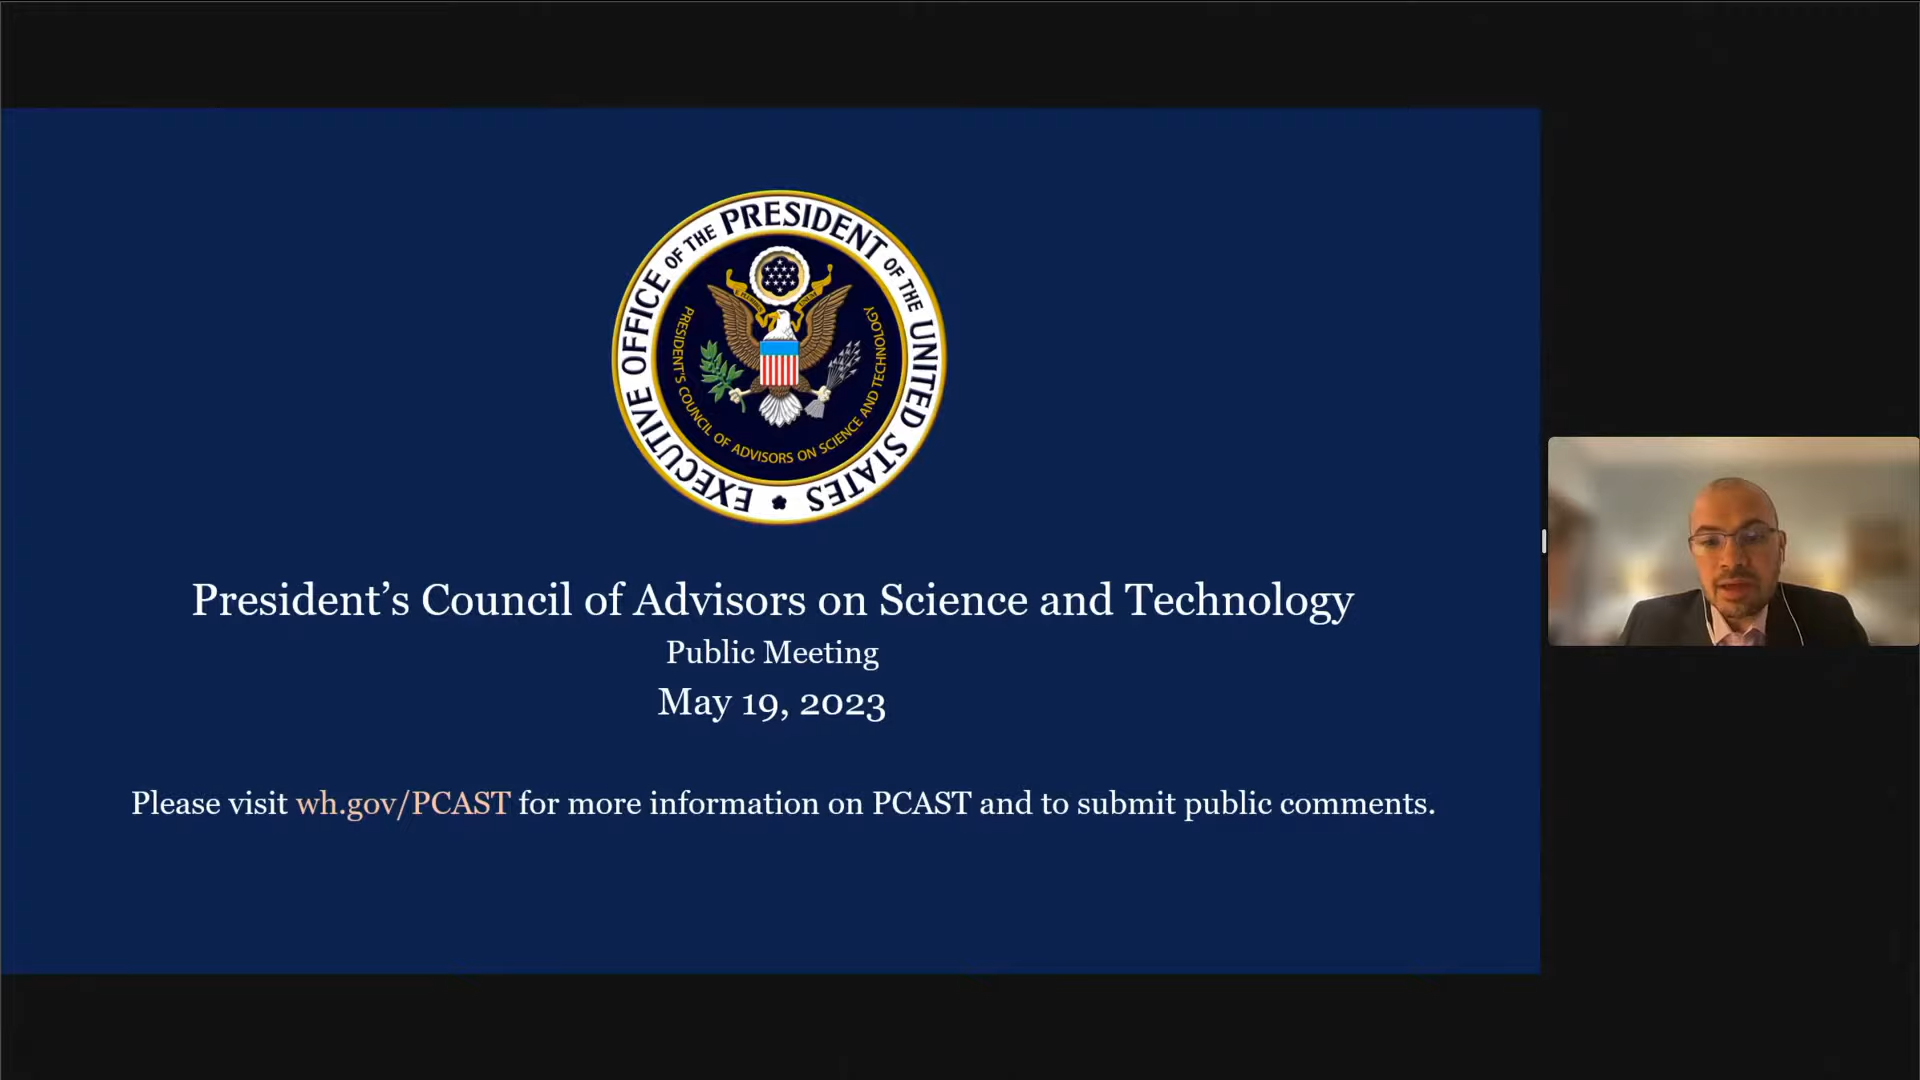 EXECUTIVE OFFICE OF THE PRESIDENT OF THE UNITED STATES
PRESIDENT'S COUNCIL OF ADVISORS ON SCIENCE AND TECHNOLOGY
President’s Council of Advisors on Science and Technology
Public Meeting
May 19, 2023
Please visit wh.gov/PCAST for more information on PCAST and to submit public comments.